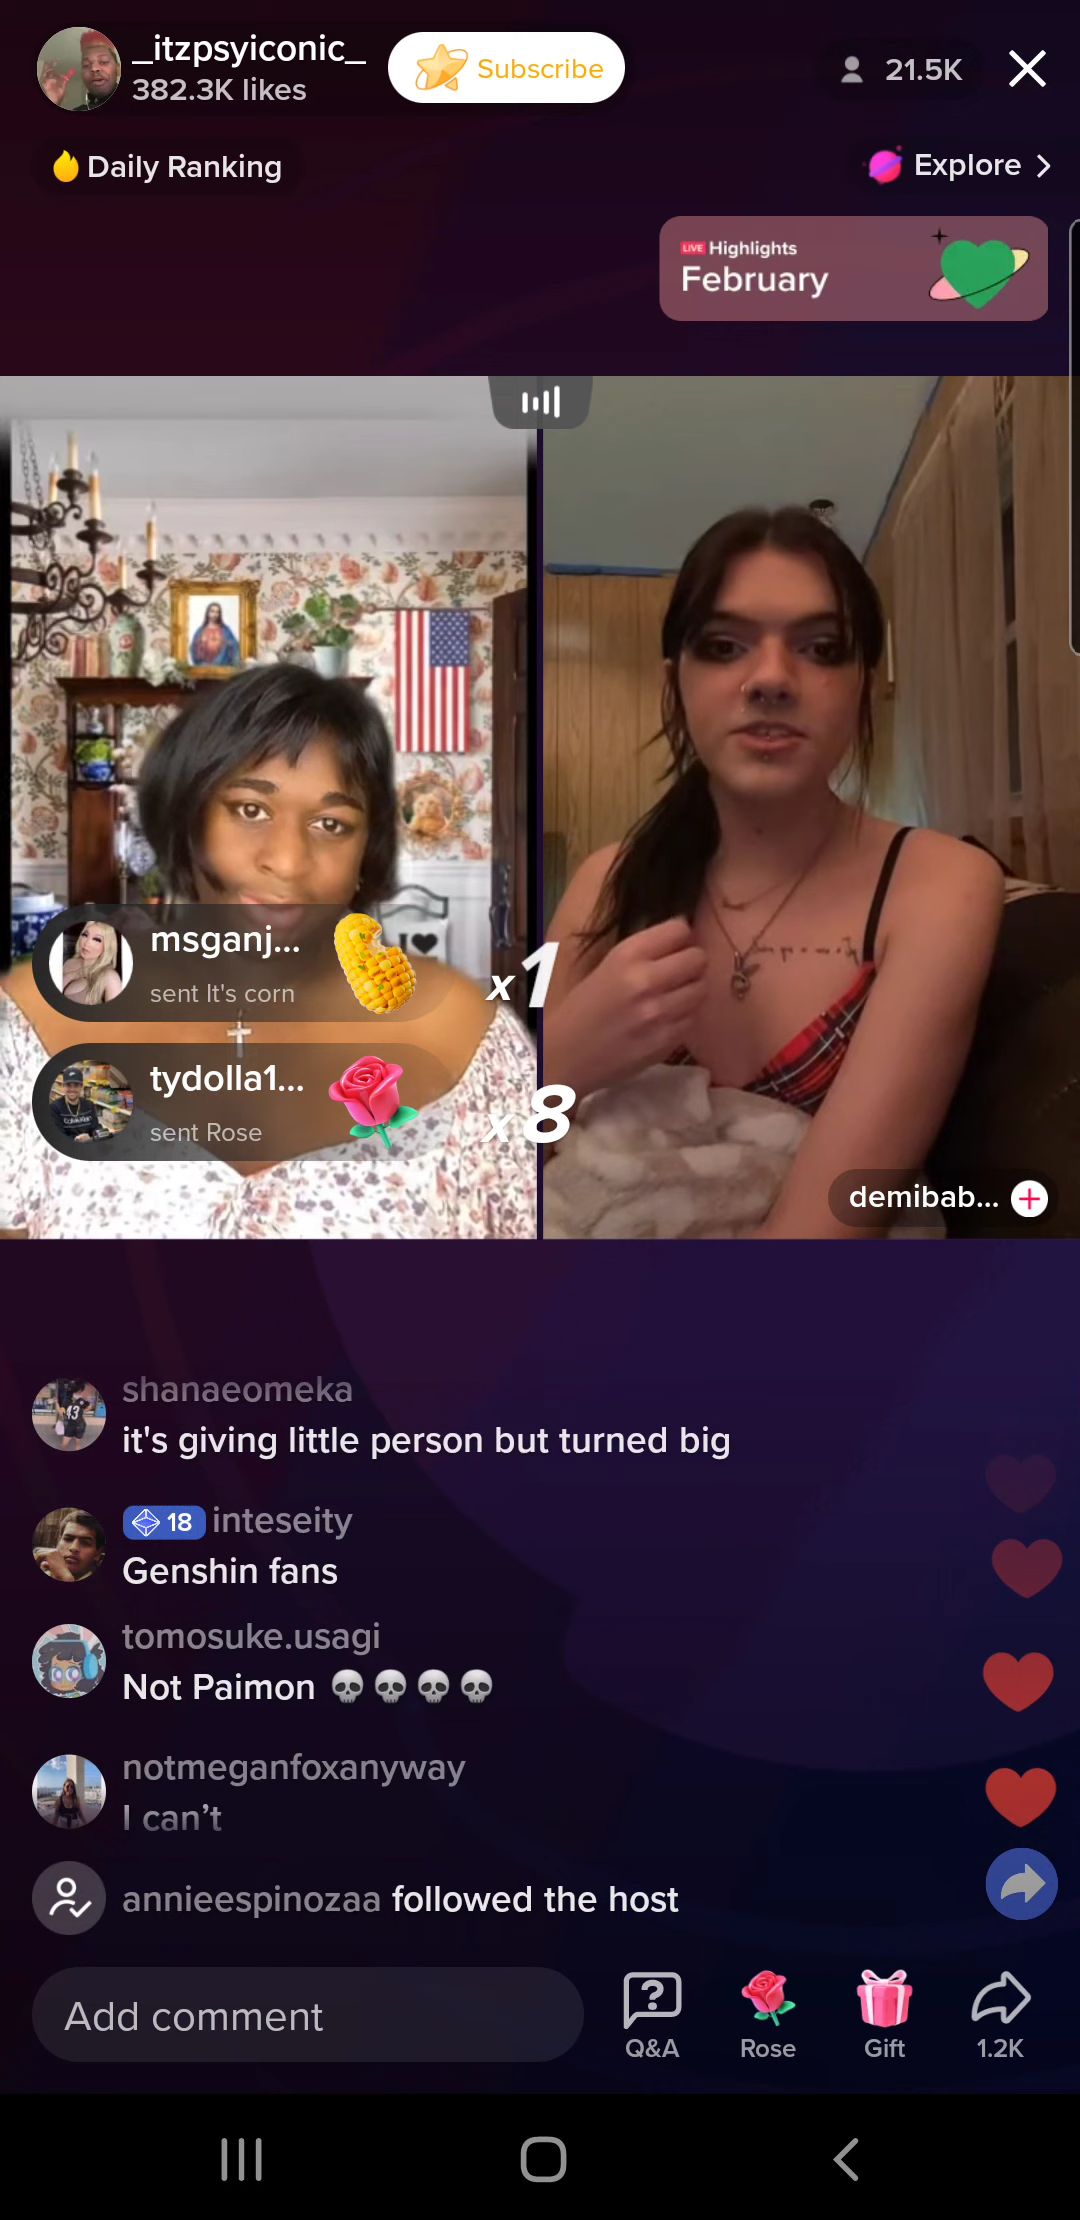 _itzpsyiconic_
382.3K likes
Subscribe
21.5K
Daily Ranking
Explore
LIVE Highlights
February
msganj...
sent It's corn
x1
tydolla1...
sent Rose
x8
demibab...
shanaeomeka
it's giving little person but turned big
18 inteseity
Genshin fans
tomosuke.usagi
Not Paimon 💀💀💀💀
notmeganfoxanyway
I can’t
annieespinozaa followed the host
Add comment
Q&A
Rose
Gift
1.2K